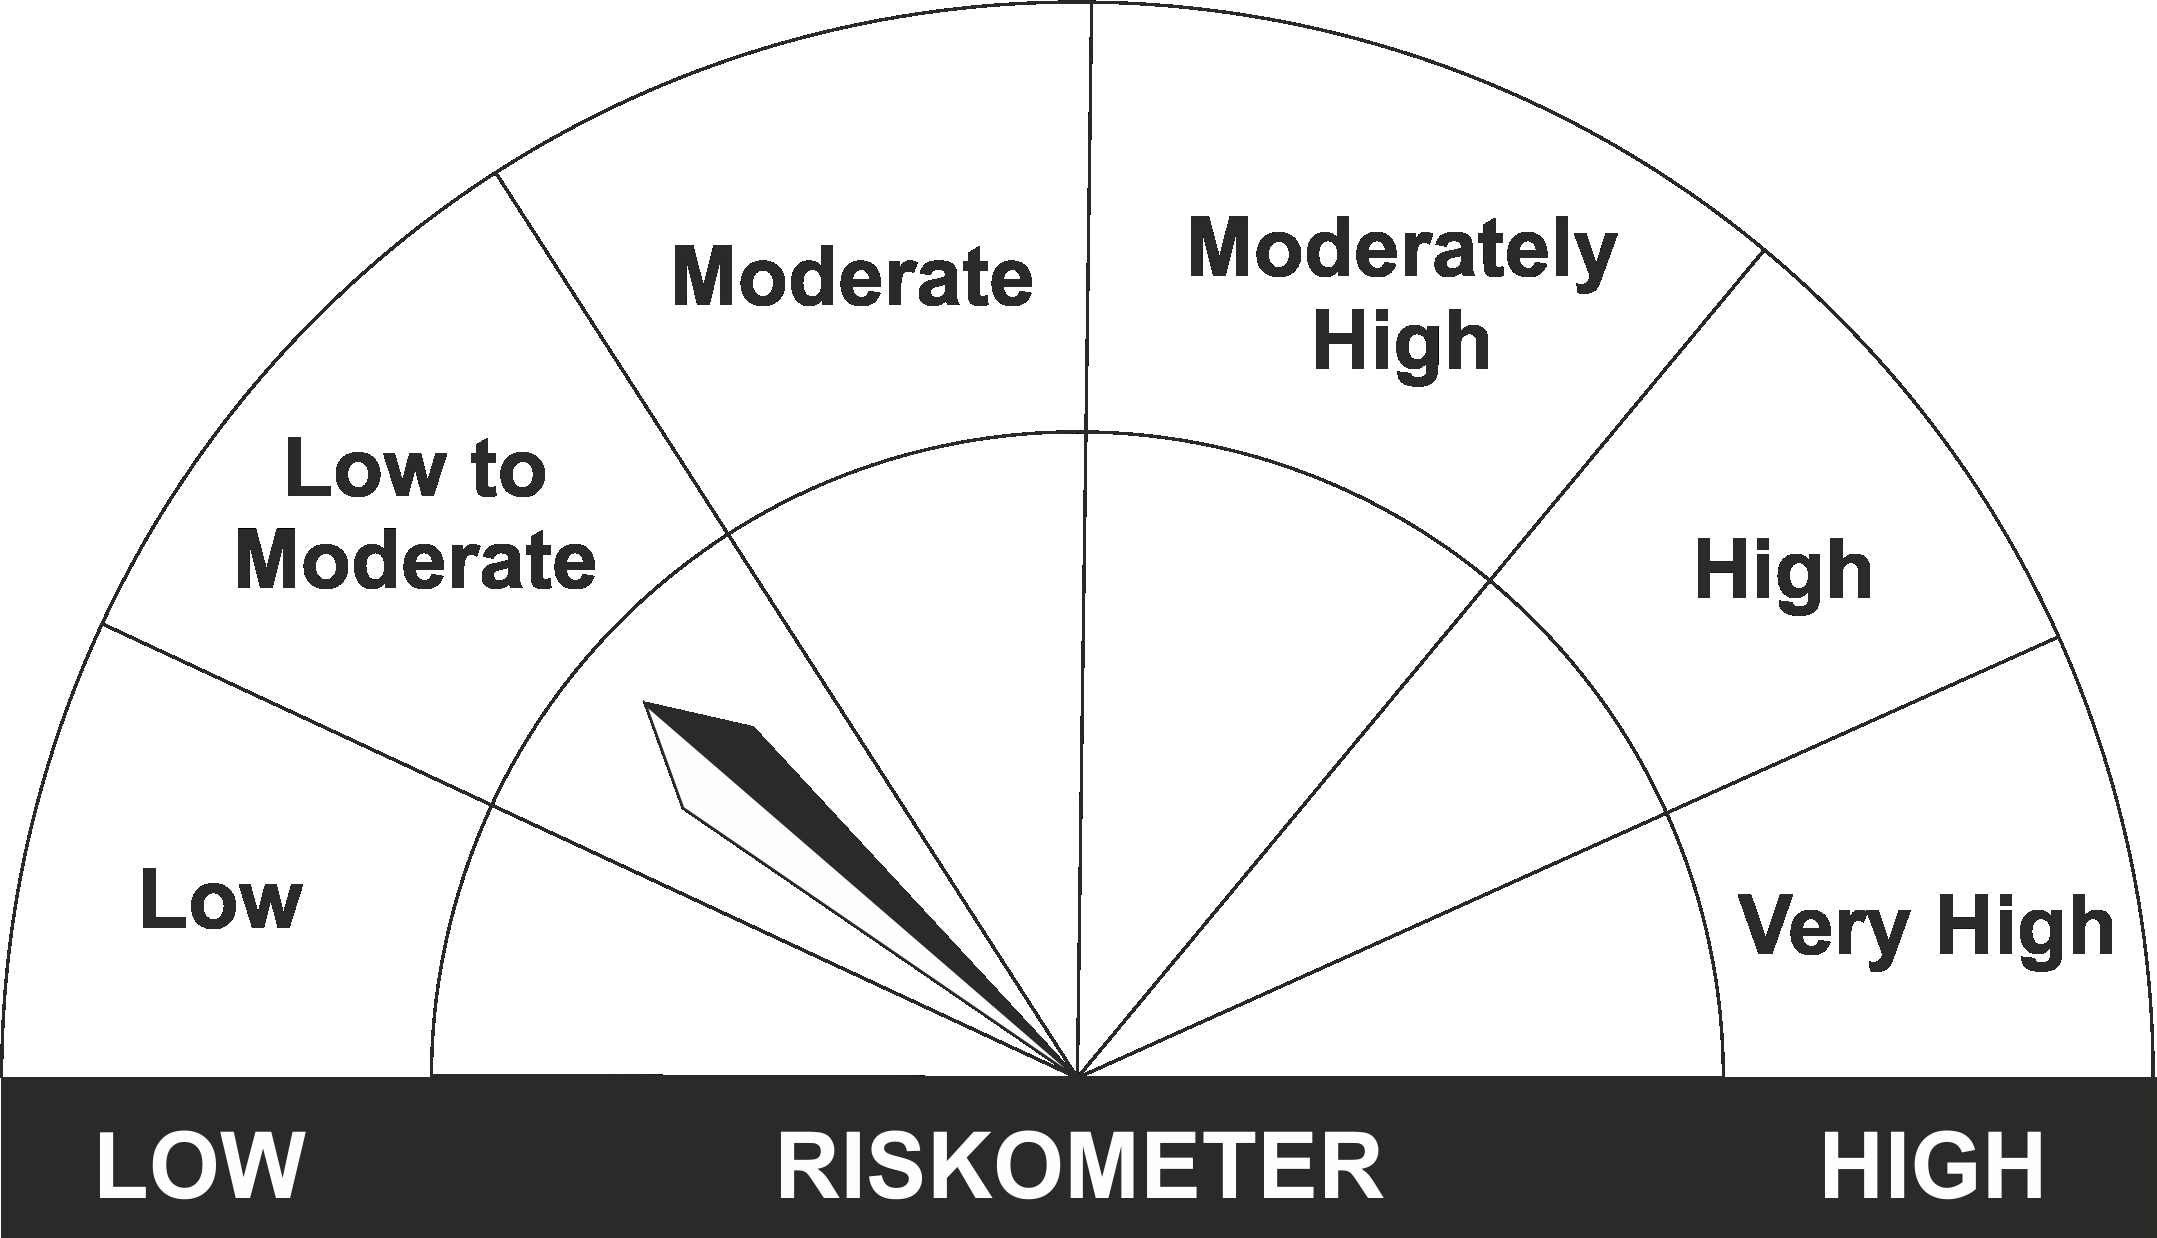 Low
Low to
Moderate
Moderate
Moderately
High
High
Very High
LOW
RISKOMETER
HIGH